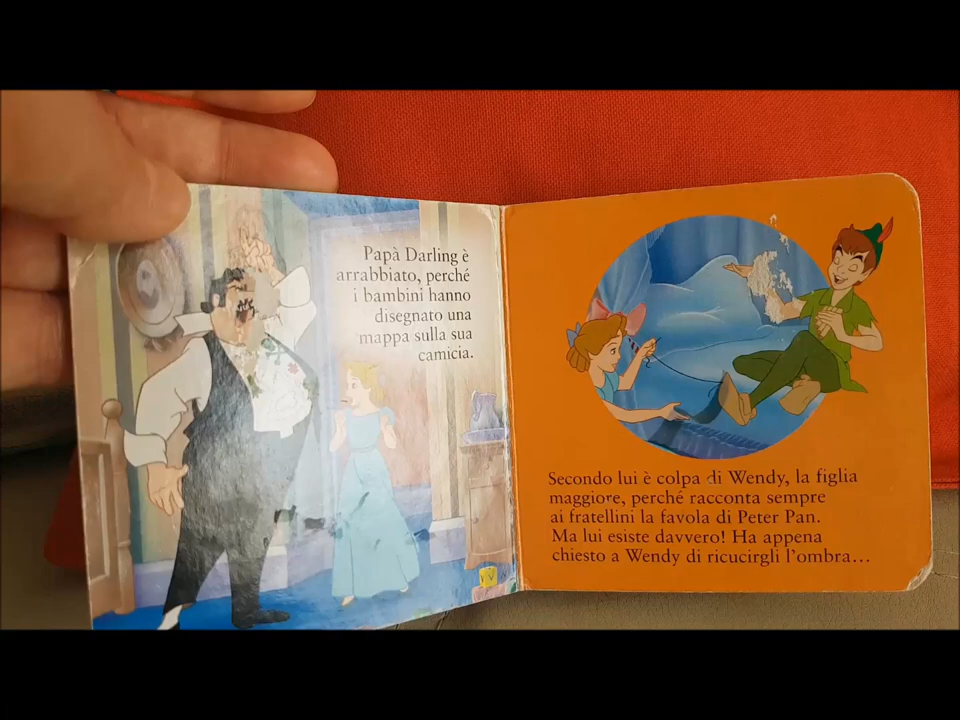 Papà Darling è
arrabbiato, perché
i bambini hanno
disegnato una
mappa sulla sua
camicia.
Secondo lui è colpa di Wendy, la figlia
maggiore, perché racconta sempre
ai fratellini la favola di Peter Pan.
Ma lui esiste davvero! Ha appena
chiesto a Wendy di ricucirgli l'ombra...